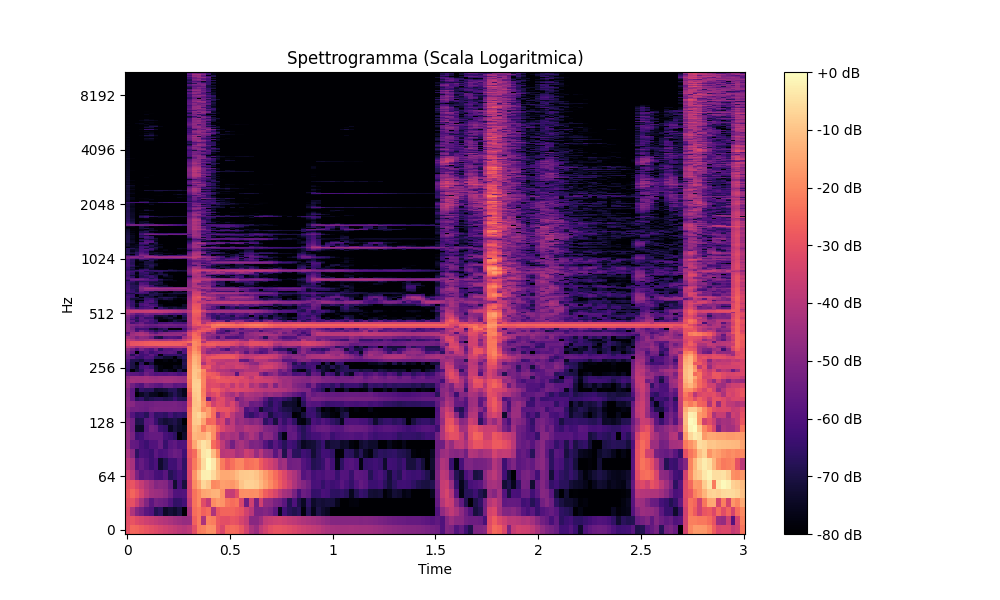 Spettrogramma (Scala Logaritmica)
Hz
8192
4096
2048
1024
512
256
128
64
0
0 0.5 1 1.5 2 2.5 3
Time
+0 dB
-10 dB
-20 dB
-30 dB
-40 dB
-50 dB
-60 dB
-70 dB
-80 dB